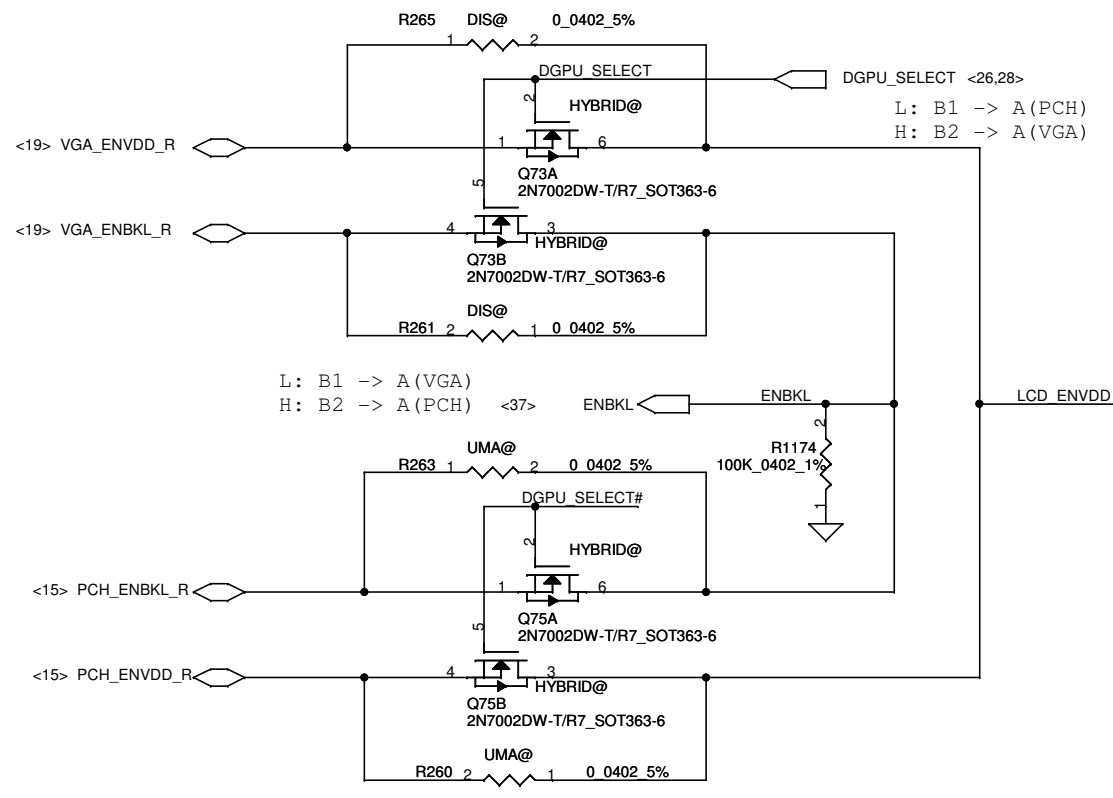 R265 DIS@ 0_0402_5%
1 2
DGPU_SELECT
DGPU_SELECT <26,28>
2
HYBRID@
L: B1 -> A(PCH)
H: B2 -> A(VGA)
<19> VGA_ENVDD_R
1 6
Q73A
2N7002DW-T/R7_SOT363-6
5
<19> VGA_ENBKL_R
4 3
HYBRID@
Q73B
2N7002DW-T/R7_SOT363-6
DIS@
R261 2 1 0_0402_5%
L: B1 -> A(VGA)
H: B2 -> A(PCH) <37> ENBKL
ENBKL
LCD_ENVDD
2
R1174
100K_0402_1%
1
UMA@
R263 1 2 0_0402_5%
DGPU_SELECT#
2
HYBRID@
<15> PCH_ENBKL_R
1 6
Q75A
2N7002DW-T/R7_SOT363-6
5
<15> PCH_ENVDD_R
4 3
HYBRID@
Q75B
2N7002DW-T/R7_SOT363-6
UMA@
R260 2 1 0_0402_5%